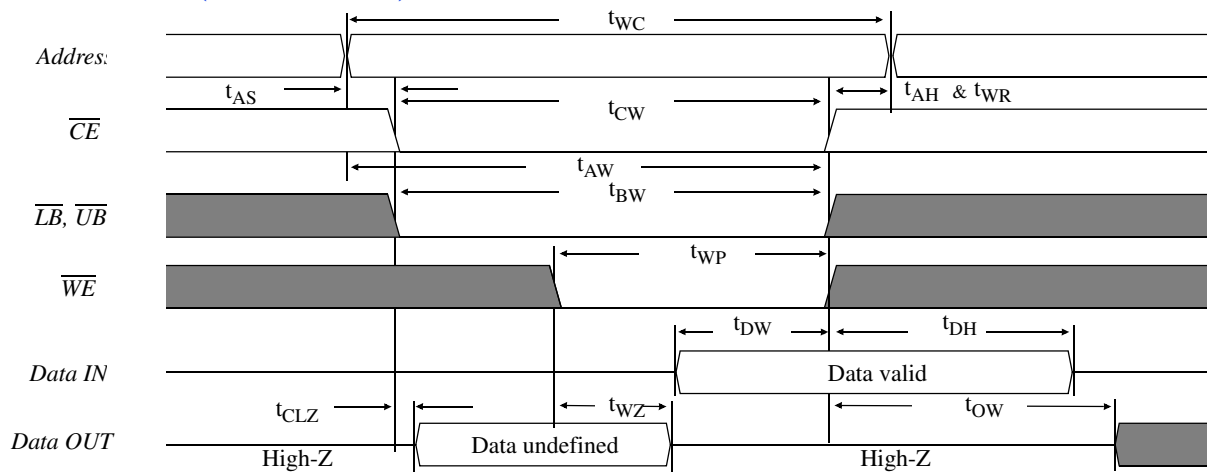 tWC
Address
tAS
tCW
tAH & tWR
CE
tAW
tBW
LB, UB
tWP
WE
tDW
tDH
Data IN
Data valid
tCLZ
tWZ
tOW
Data OUT
Data undefined
High-Z
High-Z